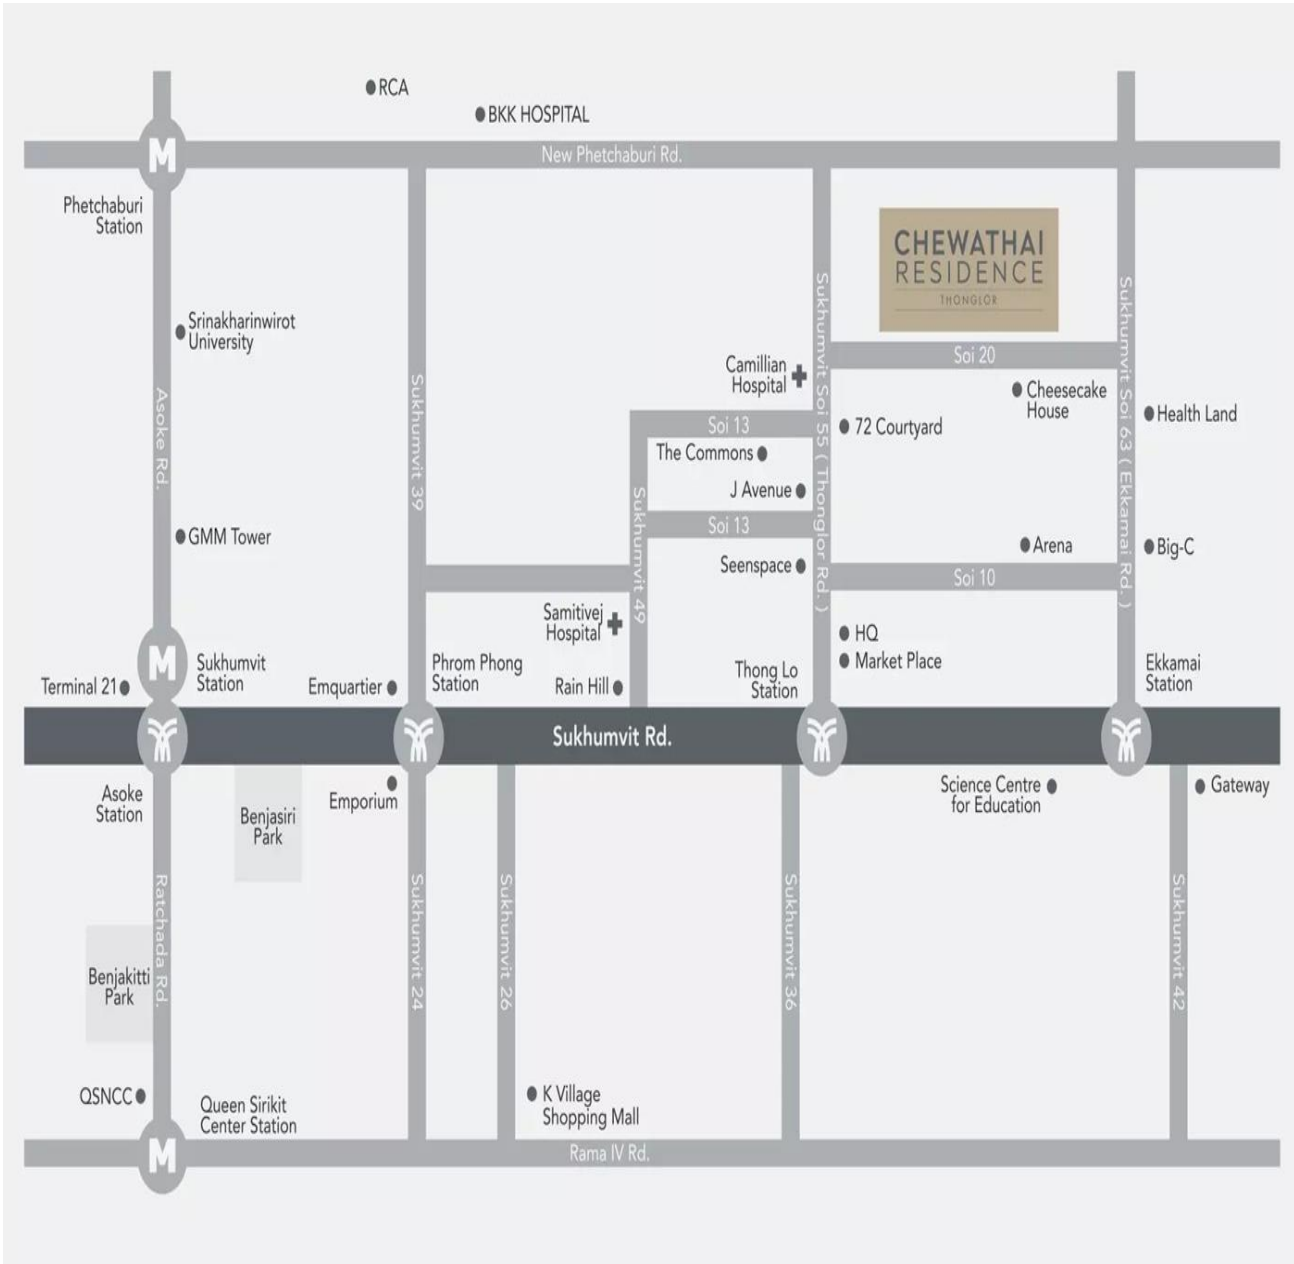 RCA
BKK HOSPITAL
M
New Phetchaburi Rd.
Phetchaburi
Station
CHEWATHAI
RESIDENCE
THONGLOR
Srinakharinwirot
University
Asoke Rd.
Sukhumvit 39
Sukhumvit Soi 55 ( Thonglor Rd. )
Sukhumvit Soi 63 ( Ekkamai Rd. )
Soi 20
Camillian
Hospital
Cheesecake
House
Health Land
Soi 13
72 Courtyard
The Commons
J Avenue
Sukhumvit 49
Soi 13
GMM Tower
Arena
Big-C
Seenspace
Soi 10
Samitivej
Hospital
HQ
Market Place
M
Sukhumvit
Station
Phrom Phong
Station
Thong Lo
Station
Ekkamai
Station
Terminal 21
Emquartier
Rain Hill
Sukhumvit Rd.
Asoke
Station
Benjasiri
Park
Emporium
Science Centre
for Education
Gateway
Ratchada Rd.
Sukhumvit 24
Sukhumvit 26
Sukhumvit 36
Sukhumvit 42
Benjakitti
Park
QSNCC
Queen Sirikit
Center Station
K Village
Shopping Mall
M
Rama IV Rd.